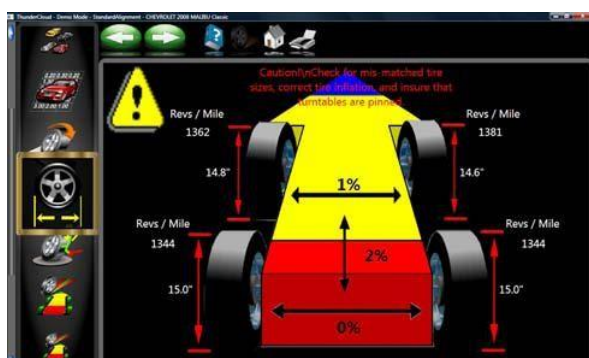 ThunderCloud - Demo Mode - StandardAlignment - CHEVROLET 2008 MALIBU Classic
Caution!\nCheck for mis-matched tire
sizes, correct tire inflation, and insure that
turntables are pinned
Revs / Mile
1362
Revs / Mile
1381
14.8"
14.6"
1%
Revs / Mile
1344
Revs / Mile
1344
2%
15.0"
15.0"
0%